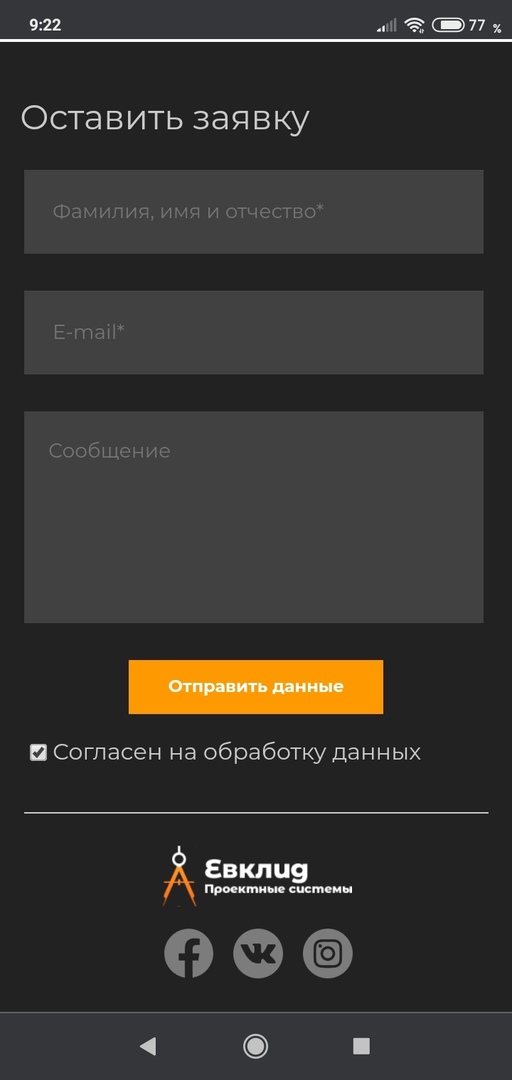 9:22
77 %
Оставить заявку
Фамилия, имя и отчество*
E-mail*
Сообщение
Отправить данные
Согласен на обработку данных
Евклид
Проектные системы